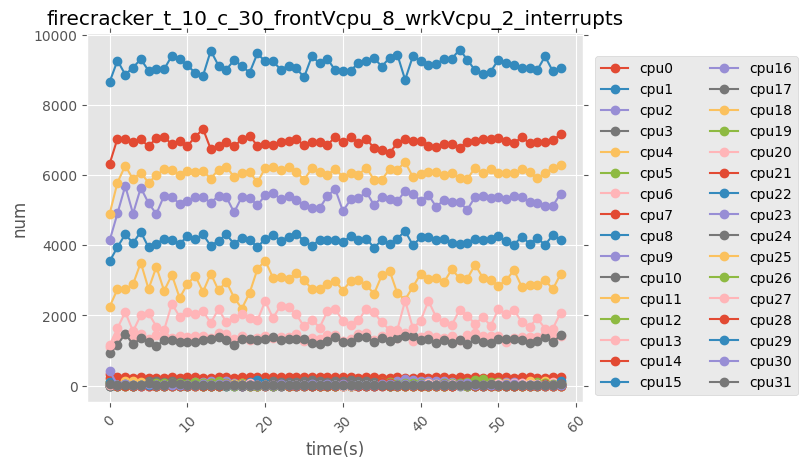 firecracker_t_10_c_30_frontVcpu_8_wrkVcpu_2_interrupts
num
10000
8000
6000
4000
2000
0
0 10 20 30 40 50 60
time(s)
cpu0
cpu1
cpu2
cpu3
cpu4
cpu5
cpu6
cpu7
cpu8
cpu9
cpu10
cpu11
cpu12
cpu13
cpu14
cpu15
cpu16
cpu17
cpu18
cpu19
cpu20
cpu21
cpu22
cpu23
cpu24
cpu25
cpu26
cpu27
cpu28
cpu29
cpu30
cpu31